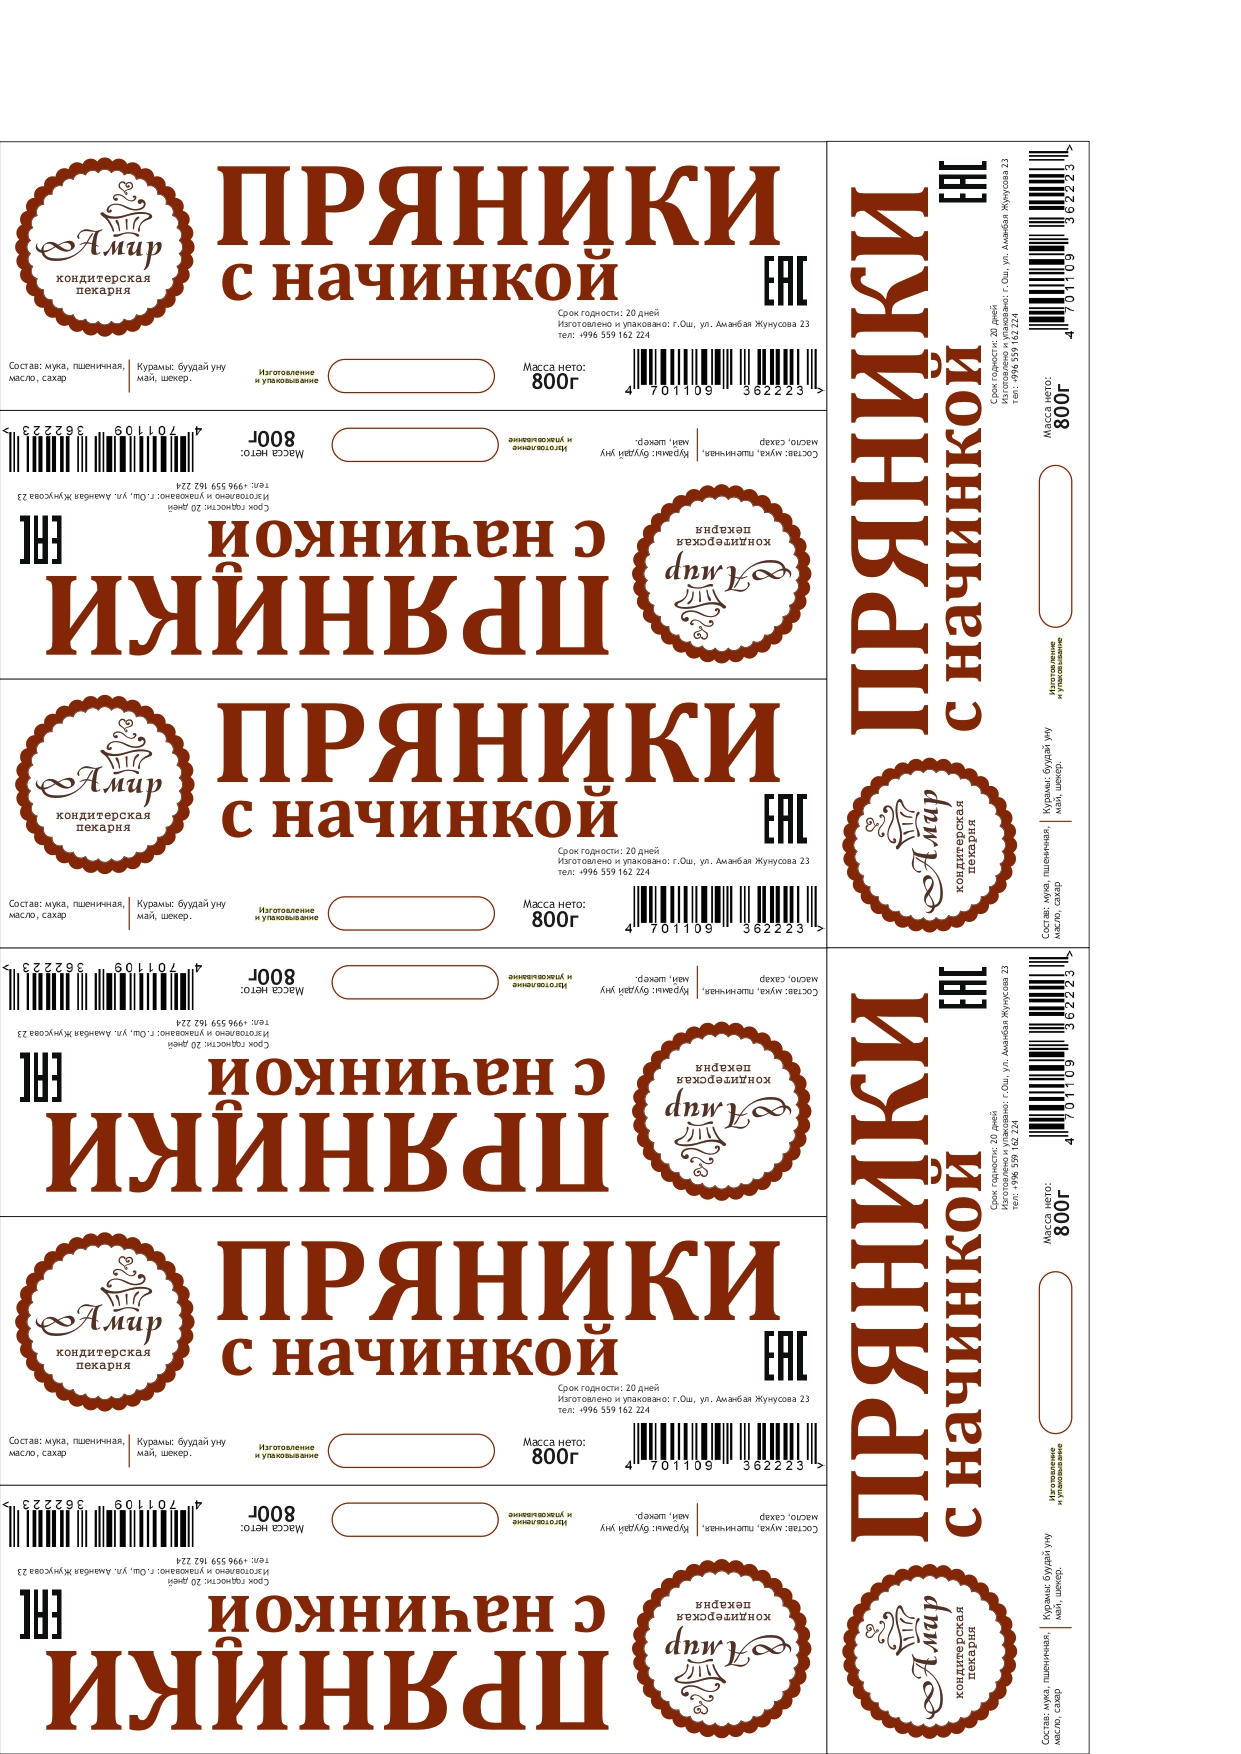 Амир
кондитерская
пекарня
ПРЯНИКИ
с начинкой
EAC
Срок годности: 20 дней
Изготовлено и упаковано: г.Ош, ул. Аманбая Жунусова 23
тел: +996 559 162 224
Состав: мука, пшеничная,
масло, сахар
Курамы: буудай уну
май, шекер.
Изготовление
и упаковывание
Масса нето:
800г
4 701109 362223 >
Амир
кондитерская
пекарня
ПРЯНИКИ
с начинкой
EAC
Срок годности: 20 дней
Изготовлено и упаковано: г.Ош, ул. Аманбая Жунусова 23
тел: +996 559 162 224
Состав: мука, пшеничная,
масло, сахар
Курамы: буудай уну
май, шекер.
Изготовление
и упаковывание
Масса нето:
800г
4 701109 362223 >
Амир
кондитерская
пекарня
ПРЯНИКИ
с начинкой
EAC
Срок годности: 20 дней
Изготовлено и упаковано: г.Ош, ул. Аманбая Жунусова 23
тел: +996 559 162 224
Состав: мука, пшеничная,
масло, сахар
Курамы: буудай уну
май, шекер.
Изготовление
и упаковывание
Масса нето:
800г
4 701109 362223 >
Амир
кондитерская
пекарня
ПРЯНИКИ
с начинкой
EAC
Срок годности: 20 дней
Изготовлено и упаковано: г.Ош, ул. Аманбая Жунусова 23
тел: +996 559 162 224
Состав: мука, пшеничная,
масло, сахар
Курамы: буудай уну
май, шекер.
Изготовление
и упаковывание
Масса нето:
800г
4 701109 362223 >
Амир
кондитерская
пекарня
ПРЯНИКИ
с начинкой
EAC
Срок годности: 20 дней
Изготовлено и упаковано: г.Ош, ул. Аманбая Жунусова 23
тел: +996 559 162 224
Состав: мука, пшеничная,
масло, сахар
Курамы: буудай уну
май, шекер.
Изготовление
и упаковывание
Масса нето:
800г
4 701109 362223 >
Амир
кондитерская
пекарня
ПРЯНИКИ
с начинкой
EAC
Срок годности: 20 дней
Изготовлено и упаковано: г.Ош, ул. Аманбая Жунусова 23
тел: +996 559 162 224
Состав: мука, пшеничная,
масло, сахар
Курамы: буудай уну
май, шекер.
Изготовление
и упаковывание
Масса нето:
800г
4 701109 362223 >
Амир
кондитерская
пекарня
ПРЯНИКИ
с начинкой
EAC
Срок годности: 20 дней
Изготовлено и упаковано: г.Ош, ул. Аманбая Жунусова 23
тел: +996 559 162 224
Состав: мука, пшеничная,
масло, сахар
Курамы: буудай уну
май, шекер.
Изготовление
и упаковывание
Масса нето:
800г
4 701109 362223 >
Амир
кондитерская
пекарня
ПРЯНИКИ
с начинкой
EAC
Срок годности: 20 дней
Изготовлено и упаковано: г.Ош, ул. Аманбая Жунусова 23
тел: +996 559 162 224
Состав: мука, пшеничная,
масло, сахар
Курамы: буудай уну
май, шекер.
Изготовление
и упаковывание
Масса нето:
800г
4 701109 362223 >